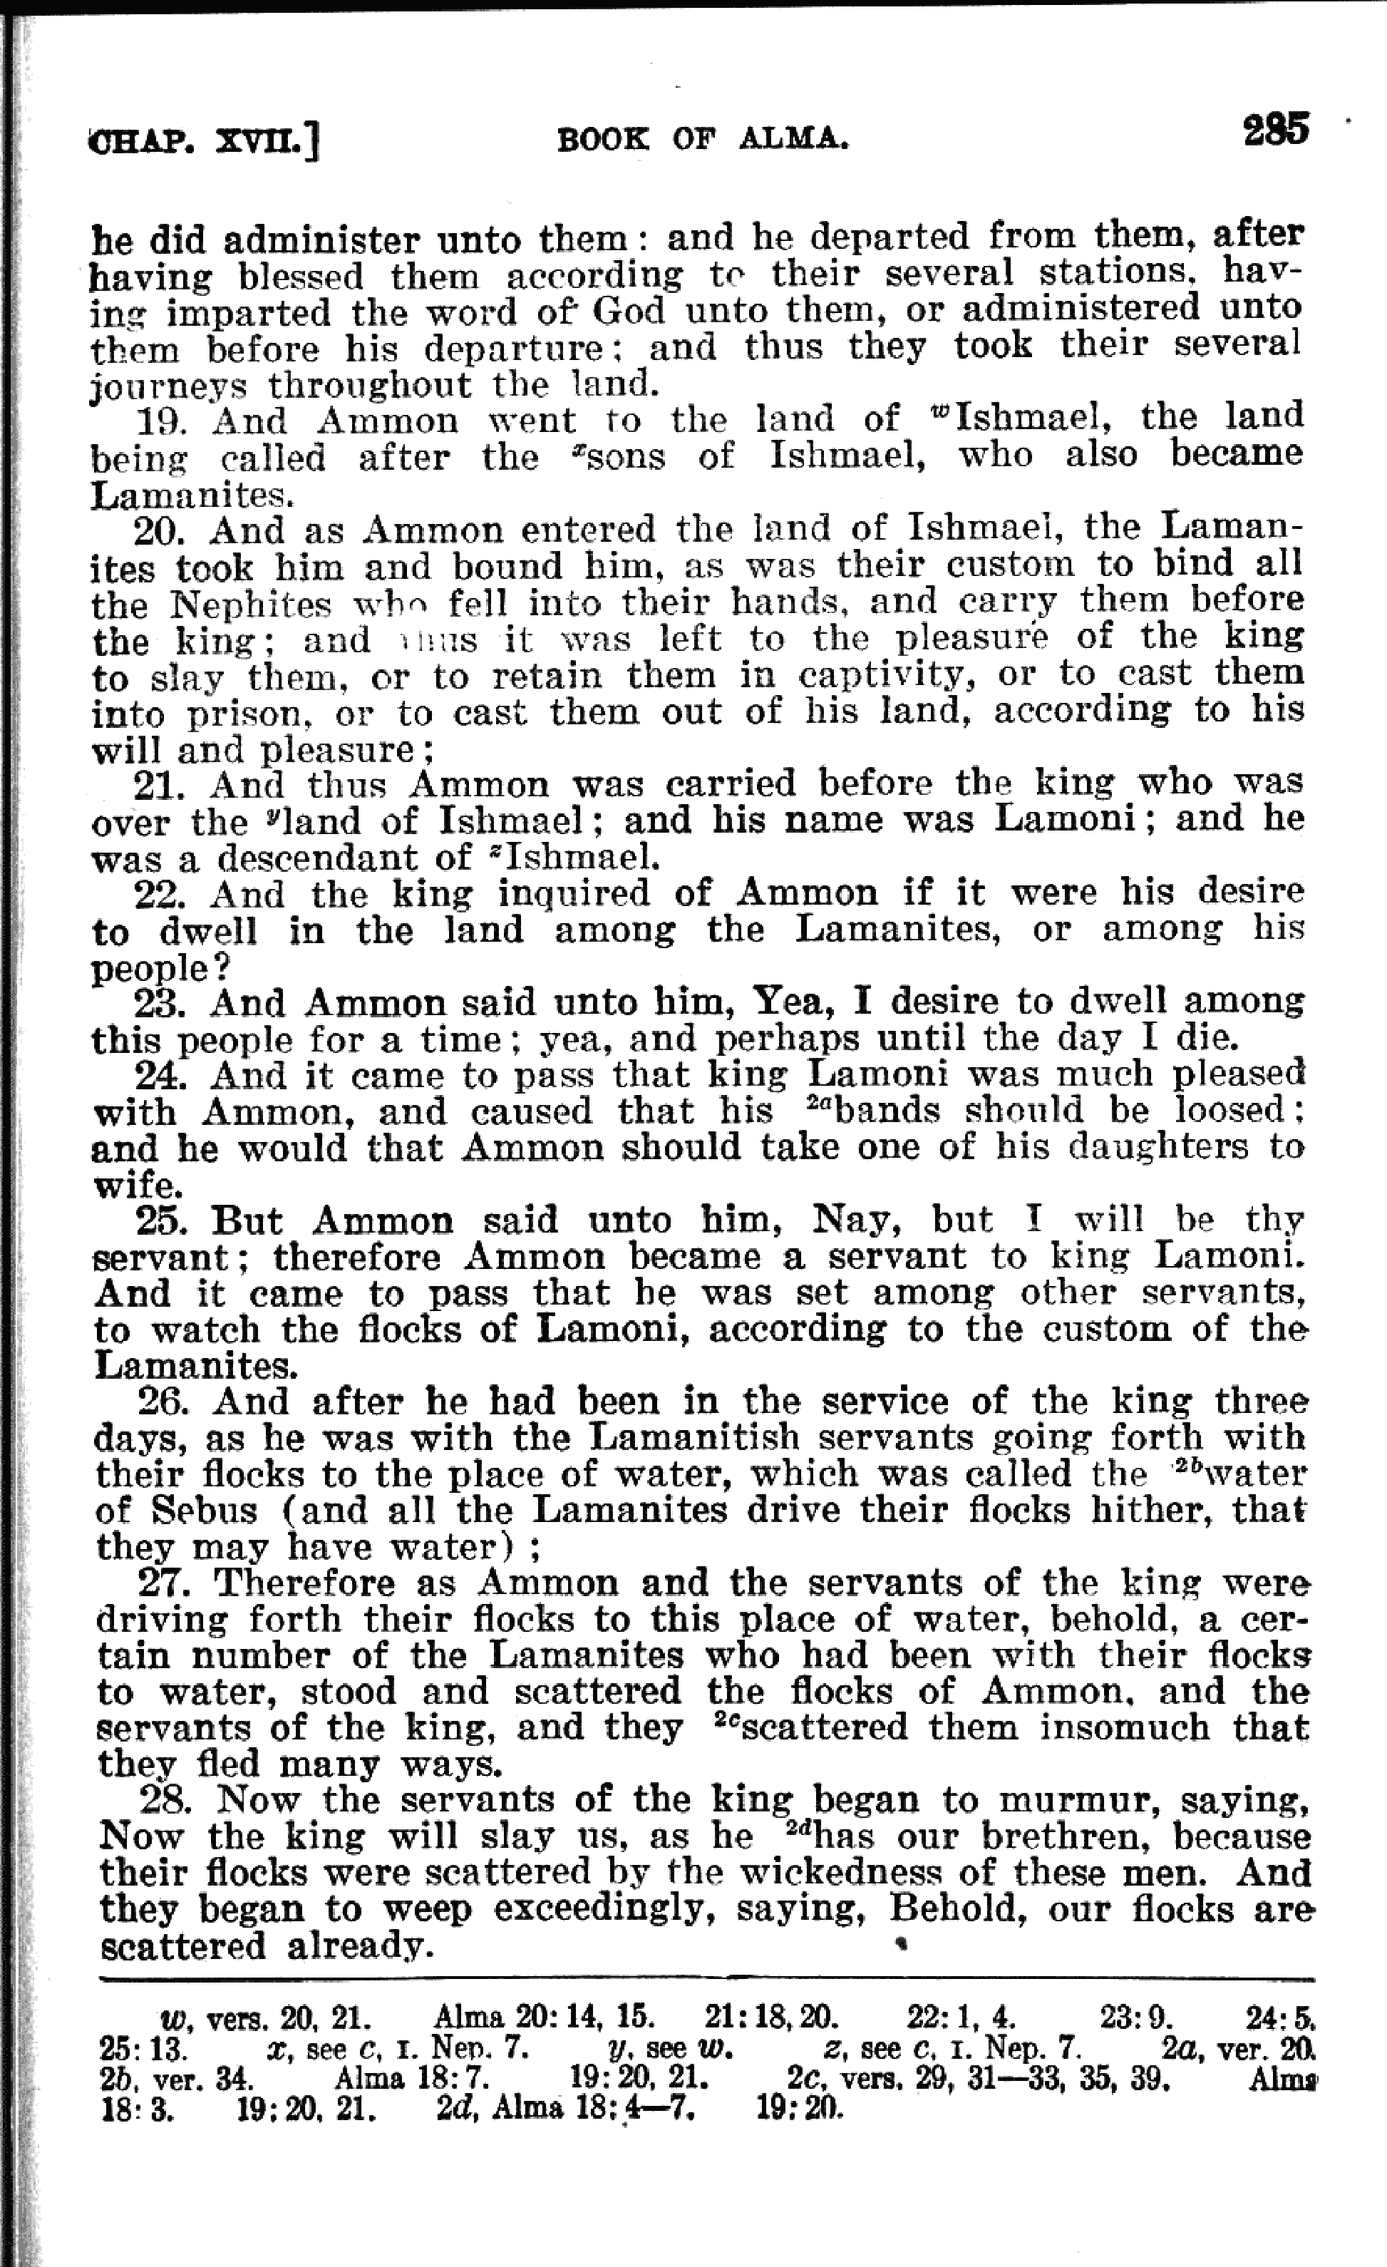 CHAP. XVII.] BOOK OF ALMA. 285
he did administer unto them: and he departed from them, after
having blessed them according to their several stations, hav-
ing imparted the word of God unto them, or administered unto
them before his departure; and thus they took their several
journeys throughout the land.
19. And Ammon went to the land of wIshmael, the land
being called after the xsons of Ishmael, who also became
Lamanites.
20. And as Ammon entered the land of Ishmael, the Laman-
ites took him and bound him, as was their custom to bind all
the Nephites who fell into their hands, and carry them before
the king; and thus it was left to the pleasure of the king
to slay them, or to retain them in captivity, or to cast them
into prison, or to cast them out of his land, according to his
will and pleasure;
21. And thus Ammon was carried before the king who was
over the yland of Ishmael; and his name was Lamoni; and he
was a descendant of zIshmael.
22. And the king inquired of Ammon if it were his desire
to dwell in the land among the Lamanites, or among his
people?
23. And Ammon said unto him, Yea, I desire to dwell among
this people for a time; yea, and perhaps until the day I die.
24. And it came to pass that king Lamoni was much pleased
with Ammon, and caused that his 2abands should be loosed;
and he would that Ammon should take one of his daughters to
wife.
25. But Ammon said unto him, Nay, but I will be thy
servant; therefore Ammon became a servant to king Lamoni.
And it came to pass that he was set among other servants,
to watch the flocks of Lamoni, according to the custom of the
Lamanites.
26. And after he had been in the service of the king three
days, as he was with the Lamanitish servants going forth with
their flocks to the place of water, which was called the 2bwater
of Sebus (and all the Lamanites drive their flocks hither, that
they may have water);
27. Therefore as Ammon and the servants of the king were
driving forth their flocks to this place of water, behold, a cer-
tain number of the Lamanites who had been with their flocks
to water, stood and scattered the flocks of Ammon, and the
servants of the king, and they 2cscattered them insomuch that
they fled many ways.
28. Now the servants of the king began to murmur, saying,
Now the king will slay us, as he 2dhas our brethren, because
their flocks were scattered by the wickedness of these men. And
they began to weep exceedingly, saying, Behold, our flocks are
scattered already.
w, vers. 20, 21. Alma 20:14, 15. 21:18, 20. 22:1, 4. 23:9. 24:5.
25:13. x, see c, I. Nep. 7. y, see w. z, see c, I. Nep. 7. 2a, ver. 20.
2b, ver. 34. Alma 18:7. 19:20, 21. 2c, vers. 29, 31—33, 35, 39. Alma
18:3. 19:20, 21. 2d, Alma 18:4—7. 19:20.